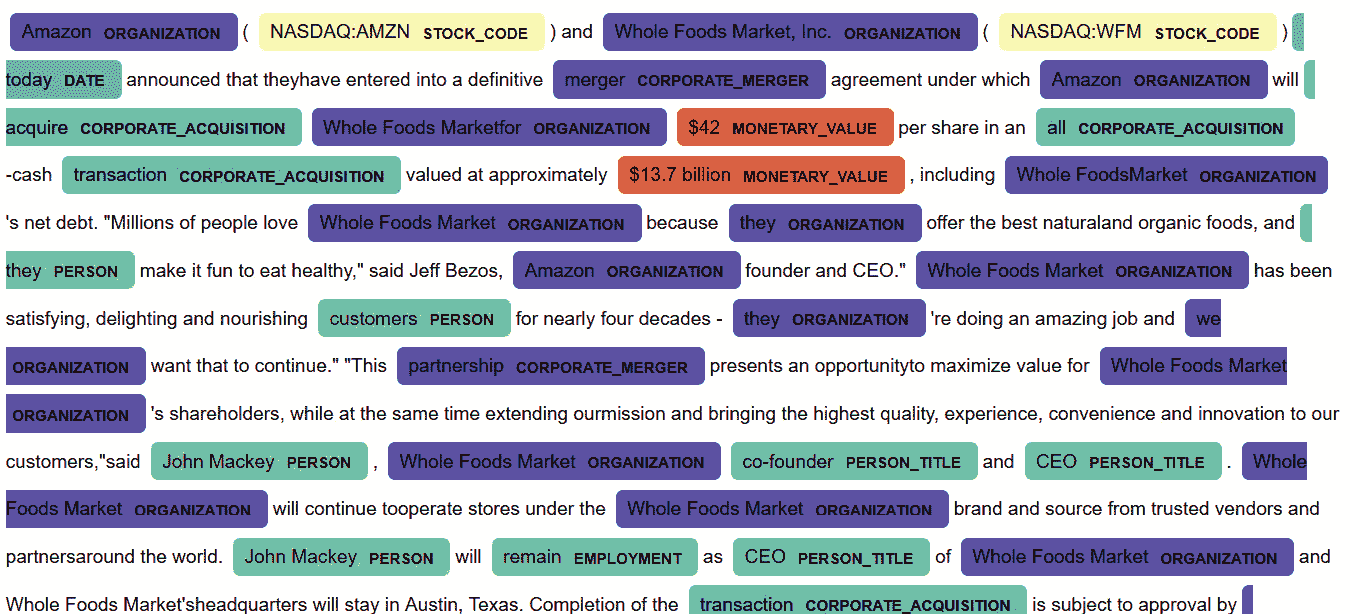 Amazon ORGANIZATION ( NASDAQ:AMZN STOCK_CODE ) and Whole Foods Market, Inc. ORGANIZATION ( NASDAQ:WFM STOCK_CODE )
today DATE announced that theyhave entered into a definitive merger CORPORATE_MERGER agreement under which Amazon ORGANIZATION will
acquire CORPORATE_ACQUISITION Whole Foods Marketfor ORGANIZATION $42 MONETARY_VALUE per share in an all CORPORATE_ACQUISITION
-cash transaction CORPORATE_ACQUISITION valued at approximately $13.7 billion MONETARY_VALUE , including Whole FoodsMarket ORGANIZATION
's net debt. "Millions of people love Whole Foods Market ORGANIZATION because they ORGANIZATION offer the best naturaland organic foods, and
they PERSON make it fun to eat healthy," said Jeff Bezos, Amazon ORGANIZATION founder and CEO." Whole Foods Market ORGANIZATION has been
satisfying, delighting and nourishing customers PERSON for nearly four decades - they ORGANIZATION 're doing an amazing job and we
ORGANIZATION want that to continue." "This partnership CORPORATE_MERGER presents an opportunityto maximize value for Whole Foods Market
ORGANIZATION 's shareholders, while at the same time extending ourmission and bringing the highest quality, experience, convenience and innovation to our
customers,"said John Mackey PERSON , Whole Foods Market ORGANIZATION co-founder PERSON_TITLE and CEO PERSON_TITLE . Whole
Foods Market ORGANIZATION will continue tooperate stores under the Whole Foods Market ORGANIZATION brand and source from trusted vendors and
partnersaround the world. John Mackey PERSON will remain EMPLOYMENT as CEO PERSON_TITLE of Whole Foods Market ORGANIZATION and
Whole Foods Market'sheadquarters will stay in Austin, Texas. Completion of the transaction CORPORATE_ACQUISITION is subject to approval by